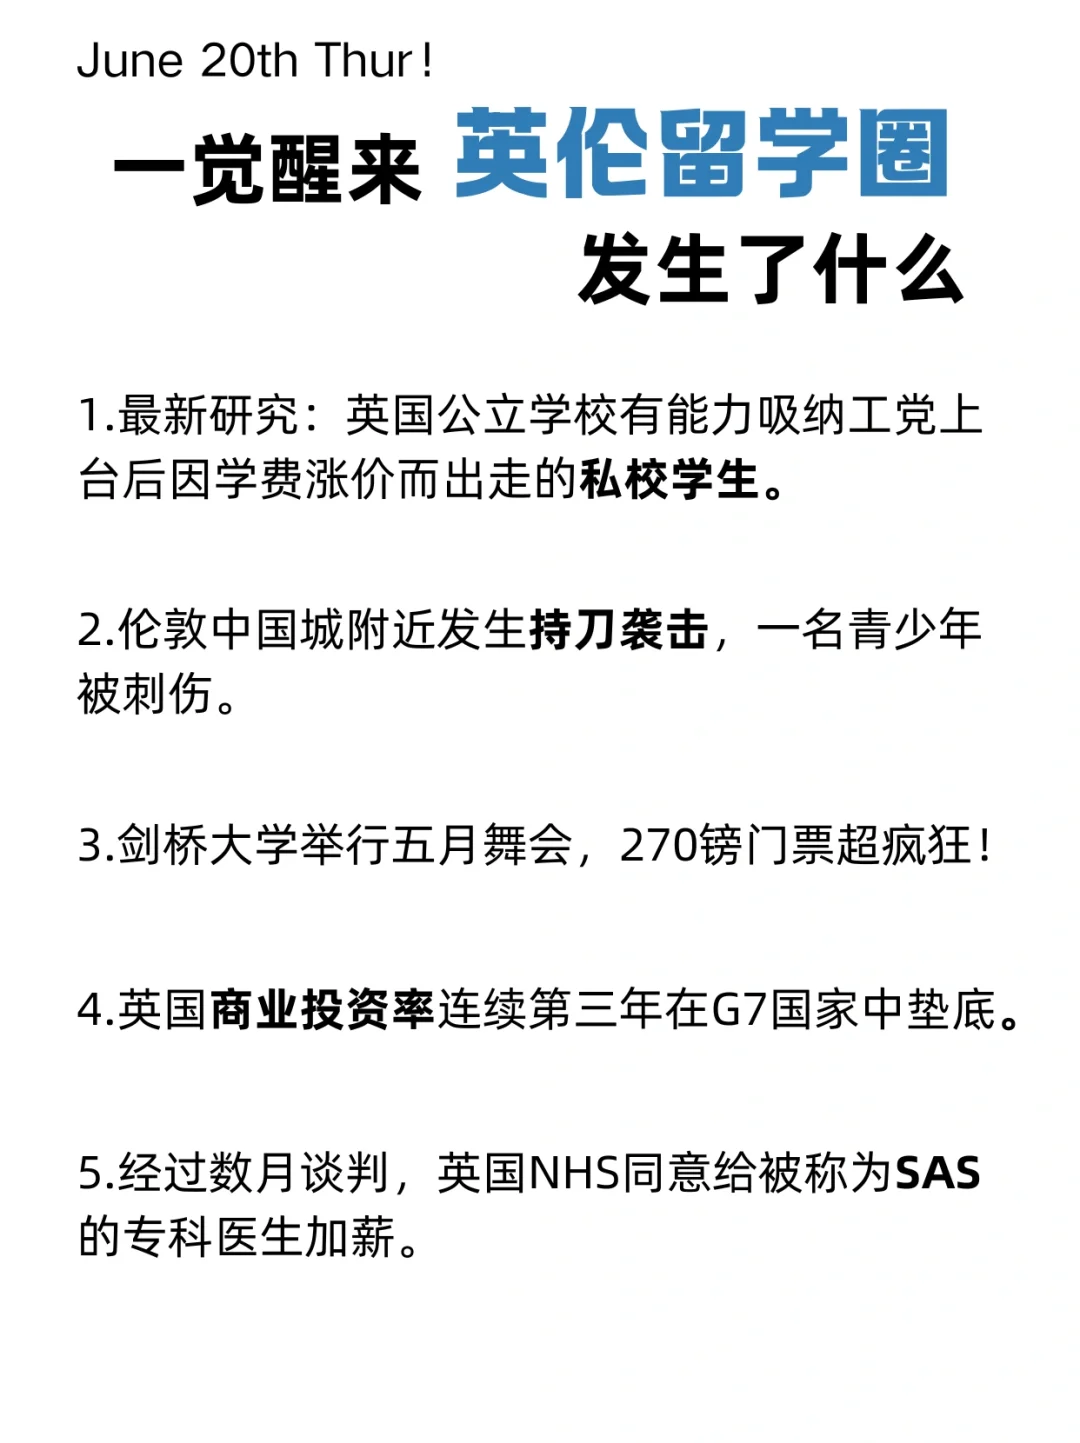 June 20th Thur!
一觉醒来 英伦留学圈
发生了什么
1.最新研究：英国公立学校有能力吸纳工党上
台后因学费涨价而出走的私校学生。
2.伦敦中国城附近发生持刀袭击，一名青少年
被刺伤。
3.剑桥大学举行五月舞会，270镑门票超疯狂！
4.英国商业投资率连续第三年在G7国家中垫底。
5.经过数月谈判，英国NHS同意给被称为SAS
的专科医生加薪。